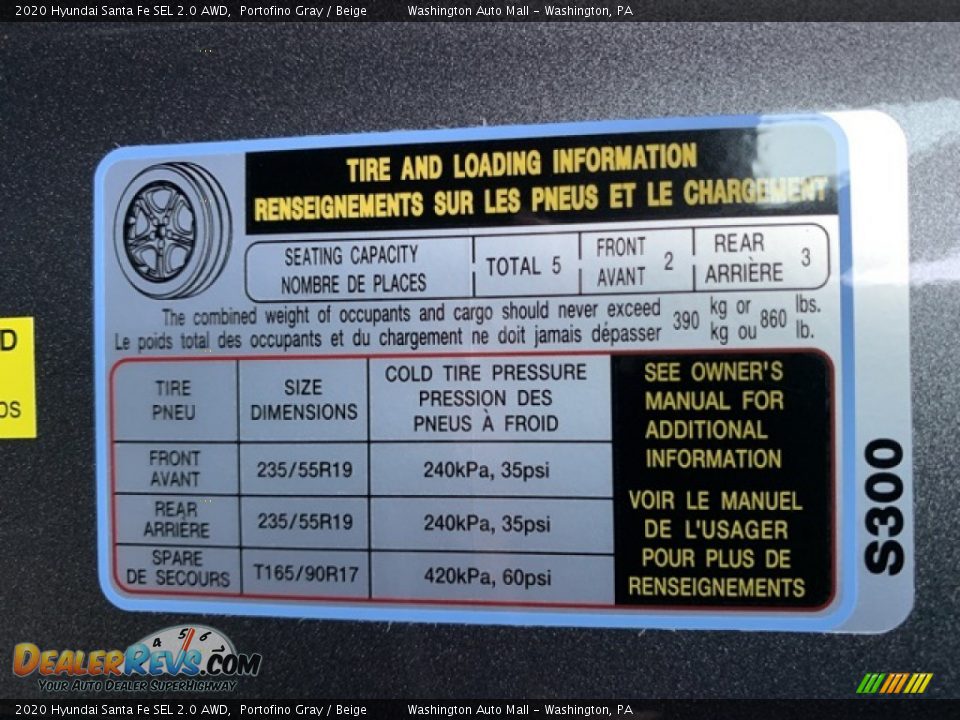 2020 Hyundai Santa Fe SEL 2.0 AWD, Portofino Gray / Beige Washington Auto Mall - Washington, PA
TIRE AND LOADING INFORMATION
RENSEIGNEMENTS SUR LES PNEUS ET LE CHARGEMENT
SEATING CAPACITY
NOMBRE DE PLACES
TOTAL 5
FRONT
AVANT
2
REAR
ARRIÈRE
3
The combined weight of occupants and cargo should never exceed 390 kg or 860 lbs.
Le poids total des occupants et du chargement ne doit jamais dépasser kg ou lb.
TIRE
PNEU
SIZE
DIMENSIONS
COLD TIRE PRESSURE
PRESSION DES
PNEUS À FROID
FRONT
AVANT
235/55R19
240kPa, 35psi
REAR
ARRIÈRE
235/55R19
240kPa, 35psi
SPARE
DE SECOURS
T165/90R17
420kPa, 60psi
SEE OWNER'S
MANUAL FOR
ADDITIONAL
INFORMATION
VOIR LE MANUEL
DE L'USAGER
POUR PLUS DE
RENSEIGNEMENTS
S300
D
OS
4 5 6
DEALERREVS.COM
YOUR AUTO DEALER SUPERHIGHWAY
2020 Hyundai Santa Fe SEL 2.0 AWD, Portofino Gray / Beige Washington Auto Mall - Washington, PA